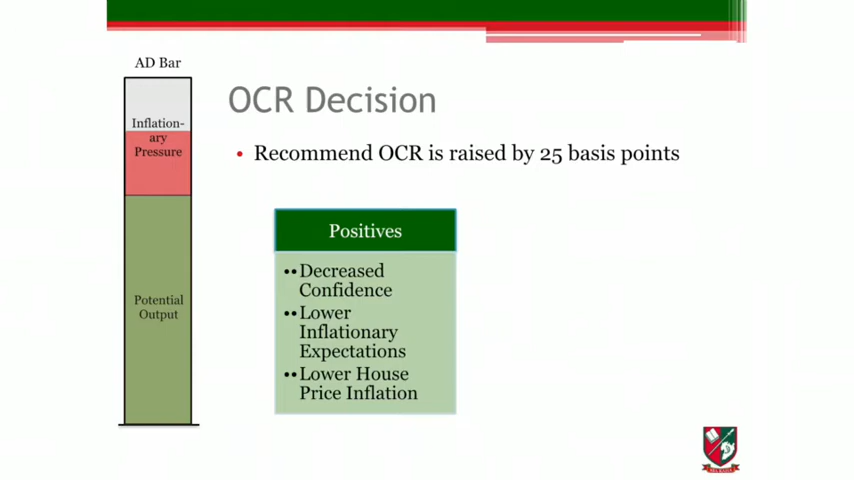 AD Bar
Inflation-
ary
Pressure
Potential
Output
OCR Decision
• Recommend OCR is raised by 25 basis points
Positives
••Decreased
Confidence
••Lower
Inflationary
Expectations
••Lower House
Price Inflation